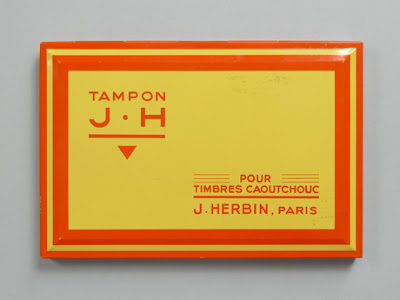 TAMPON
J·H
POUR
TIMBRES CAOUTCHOUC
J. HERBIN, PARIS